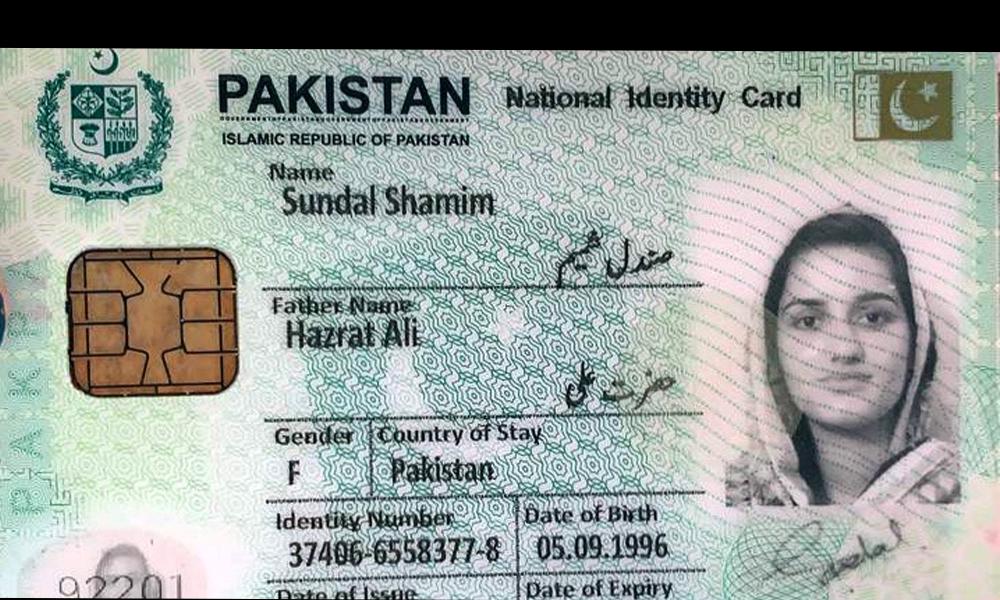 PAKISTAN National Identity Card
ISLAMIC REPUBLIC OF PAKISTAN
Name
Sundal Shamim
صندل شمیم
Father Name
Hazrat Ali
حضرت علی
Gender Country of Stay
F Pakistan
Identity Number Date of Birth
37406-6558377-8 05.09.1996
92201
Date of Issue Date of Expiry